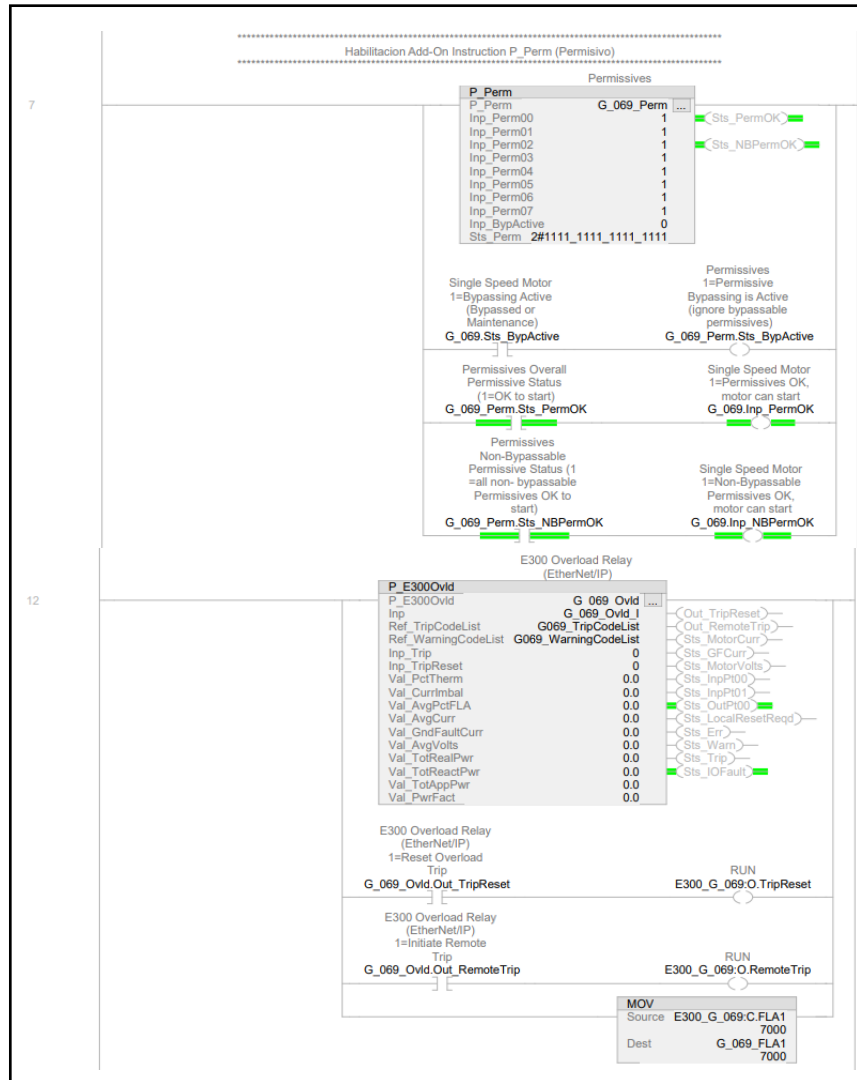 ********************************************************************************
Habilitacion Add-On Instruction P_Perm (Permisivo)
********************************************************************************
Permissives
7
P_Perm
P_Perm G_069_Perm ...
Inp_Perm00 1
Inp_Perm01 1
Inp_Perm02 1
Inp_Perm03 1
Inp_Perm04 1
Inp_Perm05 1
Inp_Perm06 1
Inp_Perm07 1
Inp_BypActive 0
Sts_Perm 2#1111_1111_1111_1111
Sts_PermOK
Sts_NBPermOK
Single Speed Motor
1=Bypassing Active
(Bypassed or
Maintenance)
G_069.Sts_BypActive
Permissives
1=Permissive
Bypassing is Active
(ignore bypassable
permissives)
G_069_Perm.Sts_BypActive
Permissives Overall
Permissive Status
(1=OK to start)
G_069_Perm.Sts_PermOK
Single Speed Motor
1=Permissives OK,
motor can start
G_069.Inp_PermOK
Permissives
Non-Bypassable
Permissive Status (1
=all non- bypassable
Permissives OK to
start)
G_069_Perm.Sts_NBPermOK
Single Speed Motor
1=Non-Bypassable
Permissives OK,
motor can start
G_069.Inp_NBPermOK
E300 Overload Relay
(EtherNet/IP)
12
P_E300Ovld
P_E300Ovld G_069_Ovld ...
Inp G_069_Ovld_I
Ref_TripCodeList G069_TripCodeList
Ref_WarningCodeList G069_WarningCodeList
Inp_Trip 0
Inp_TripReset 0
Val_PctTherm 0.0
Val_CurrImbal 0.0
Val_AvgPctFLA 0.0
Val_AvgCurr 0.0
Val_GndFaultCurr 0.0
Val_AvgVolts 0.0
Val_TotRealPwr 0.0
Val_TotReactPwr 0.0
Val_TotAppPwr 0.0
Val_PwrFact 0.0
Out_TripReset
Out_RemoteTrip
Sts_MotorCurr
Sts_GFCurr
Sts_MotorVolts
Sts_InpPt00
Sts_InpPt01
Sts_OutPt00
Sts_LocalResetReqd
Sts_Err
Sts_Warn
Sts_Trip
Sts_IOFault
E300 Overload Relay
(EtherNet/IP)
1=Reset Overload
Trip
G_069_Ovld.Out_TripReset
RUN
E300_G_069:O.TripReset
E300 Overload Relay
(EtherNet/IP)
1=Initiate Remote
Trip
G_069_Ovld.Out_RemoteTrip
RUN
E300_G_069:O.RemoteTrip
MOV
Source E300_G_069:C.FLA1
7000
Dest G_069_FLA1
7000